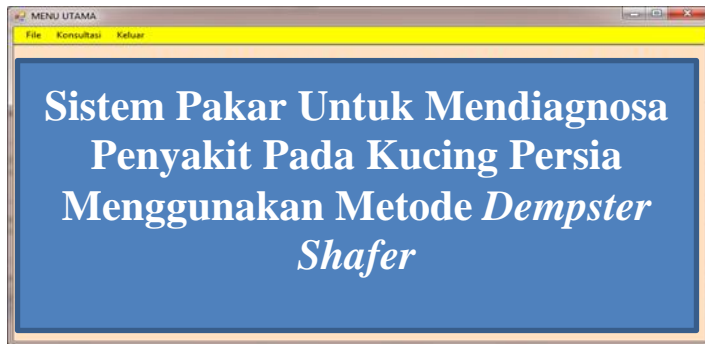 MENU UTAMA
File Konsultasi Keluar
Sistem Pakar Untuk Mendiagnosa
Penyakit Pada Kucing Persia
Menggunakan Metode Dempster
Shafer